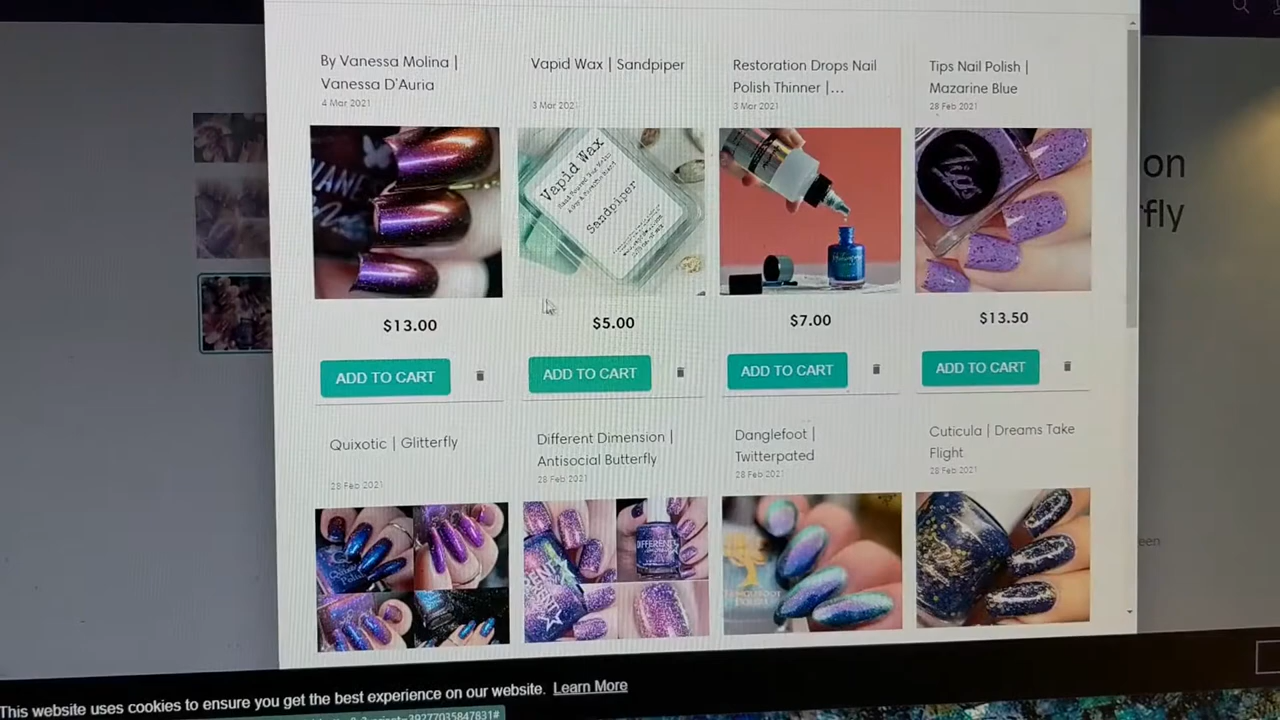 By Vanessa Molina |
Vanessa D'Auria
4 Mar 2021
Vapid Wax | Sandpiper
3 Mar 2021
Restoration Drops Nail
Polish Thinner |...
3 Mar 2021
Tips Nail Polish |
Mazarine Blue
28 Feb 2021
on
fly
Vapid Wax
Sandpiper
Tips
$13.00
$5.00
$7.00
$13.50
ADD TO CART
ADD TO CART
ADD TO CART
ADD TO CART
Quixotic | Glitterfly
28 Feb 2021
Different Dimension |
Antisocial Butterfly
28 Feb 2021
Danglefoot |
Twitterpated
28 Feb 2021
Cuticula | Dreams Take
Flight
28 Feb 2021
DIFFERENT
een
This website uses cookies to ensure you get the best experience on our website. Learn More